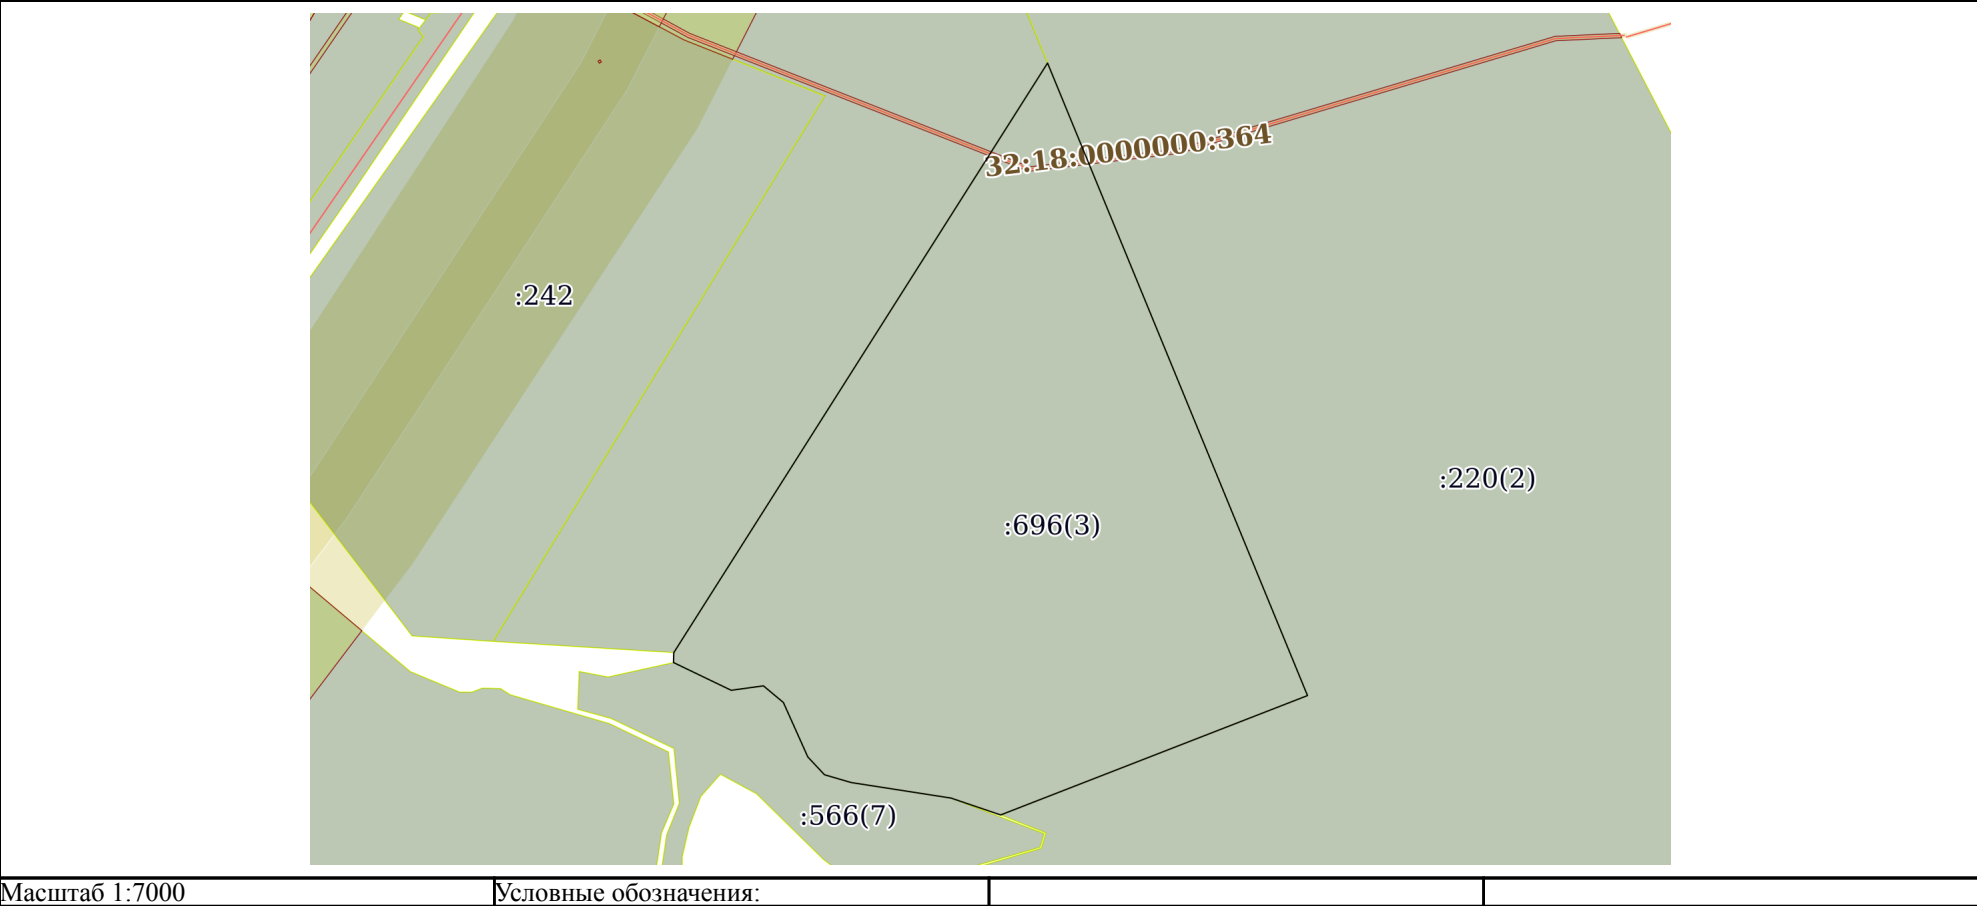 32:18:0000000:364
:242
:220(2)
:696(3)
:566(7)
Масштаб 1:7000
Условные обозначения: